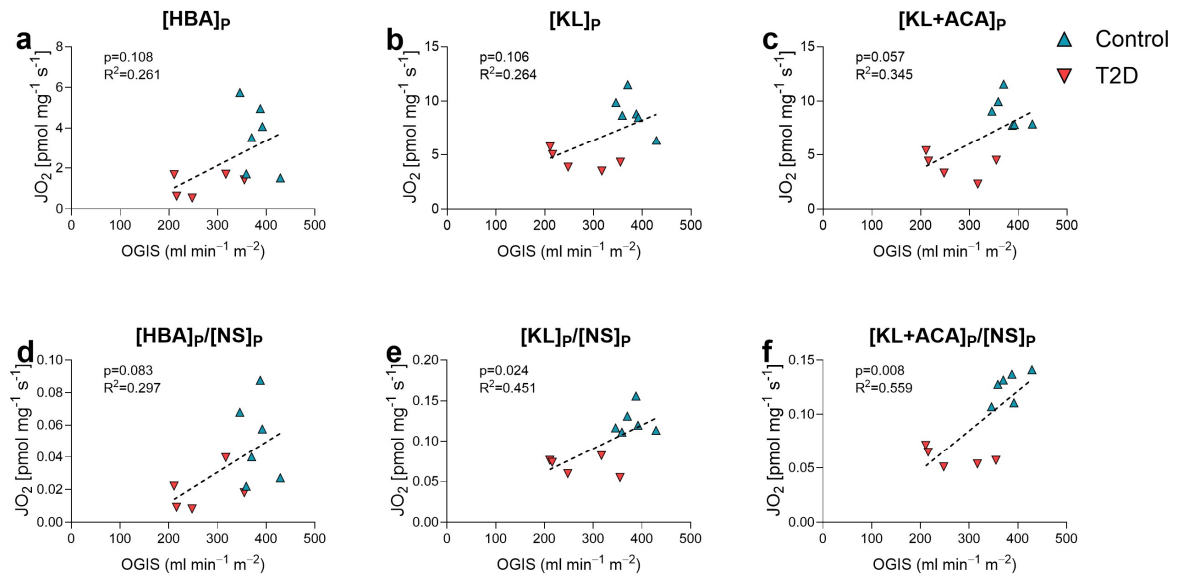 [HBA]P
a
p=0.108
R2=0.261
JO2 [pmol mg−1 s−1]
8
6
4
2
0
0 100 200 300 400 500
OGIS (ml min−1 m−2)
[KL]P
b
p=0.106
R2=0.264
JO2 [pmol mg−1 s−1]
15
10
5
0
0 100 200 300 400 500
OGIS (ml min−1 m−2)
[KL+ACA]P
c
p=0.057
R2=0.345
JO2 [pmol mg−1 s−1]
15
10
5
0
0 100 200 300 400 500
OGIS (ml min−1 m−2)
Control
T2D
[HBA]P/[NS]P
d
p=0.083
R2=0.297
JO2 [pmol mg−1 s−1]
0.10
0.08
0.06
0.04
0.02
0.00
0 100 200 300 400 500
OGIS (ml min−1 m−2)
[KL]P/[NS]P
e
p=0.024
R2=0.451
JO2 [pmol mg−1 s−1]
0.20
0.15
0.10
0.05
0.00
0 100 200 300 400 500
OGIS (ml min−1 m−2)
[KL+ACA]P/[NS]P
f
p=0.008
R2=0.559
JO2 [pmol mg−1 s−1]
0.15
0.10
0.05
0.00
0 100 200 300 400 500
OGIS (ml min−1 m−2)